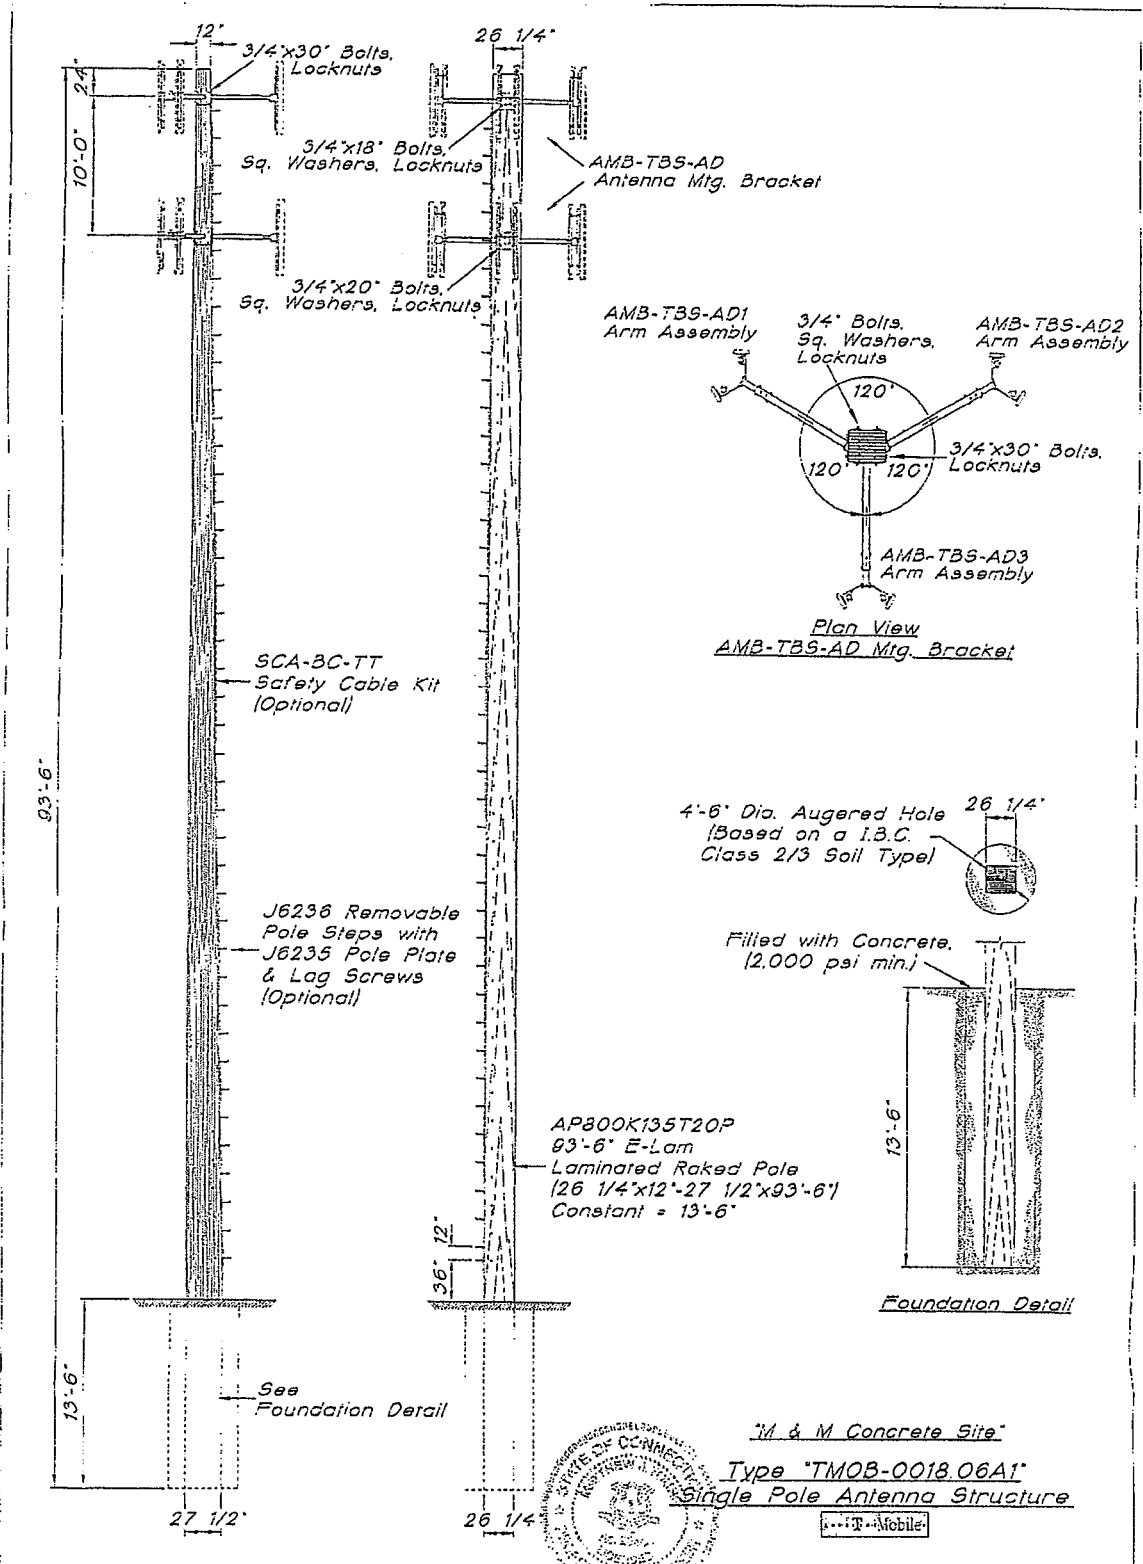 12"
3/4"x30" Bolts,
Locknuts
24"
10'-0"
3/4"x18" Bolts,
Sq. Washers, Locknuts
3/4"x20" Bolts,
Sq. Washers, Locknuts
26 1/4"
AMB-TBS-AD
Antenna Mtg. Bracket
AMB-TBS-AD1
Arm Assembly
3/4" Bolts,
Sq. Washers,
Locknuts
AMB-TBS-AD2
Arm Assembly
120°
120°
120°
3/4"x30" Bolts,
Locknuts
AMB-TBS-AD3
Arm Assembly
Plan View
AMB-TBS-AD Mtg. Bracket
SCA-BC-TT
Safety Cable Kit
(Optional)
93'-6"
J6236 Removable
Pole Steps with
J6235 Pole Plate
& Lag Screws
(Optional)
4'-6" Dia. Augered Hole
(Based on a I.B.C.
Class 2/3 Soil Type)
26 1/4"
Filled with Concrete,
(2,000 psi min.)
13'-6"
Foundation Detail
AP800K135T20P
93'-6" E-Lam
Laminated Raked Pole
(26 1/4"x12"-27 1/2"x93'-6")
Constant = 13'-6"
12"
36"
13'-6"
See
Foundation Detail
27 1/2"
26 1/4
STATE OF CONNECTI
"M & M Concrete Site"
Type "TMOB-0018.06A1"
Single Pole Antenna Structure
T-Mobile